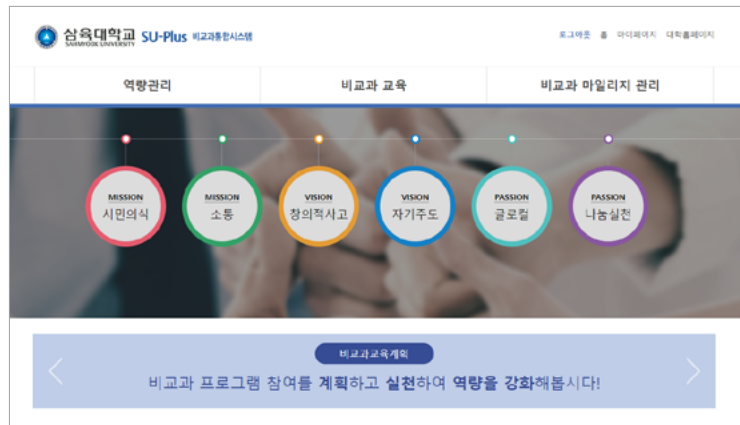 삼육대학교 SU-Plus 비교과통합시스템
SAHMYOOK UNIVERSITY
로그아웃 홈 마이페이지 대학홈페이지
역량관리 비교과 교육 비교과 마일리지 관리
MISSION MISSION VISION VISION PASSION PASSION
시민의식 소통 창의적사고 자기주도 글로컬 나눔실천
비교과교육계획
비교과 프로그램 참여를 계획하고 실천하여 역량을 강화해봅시다!